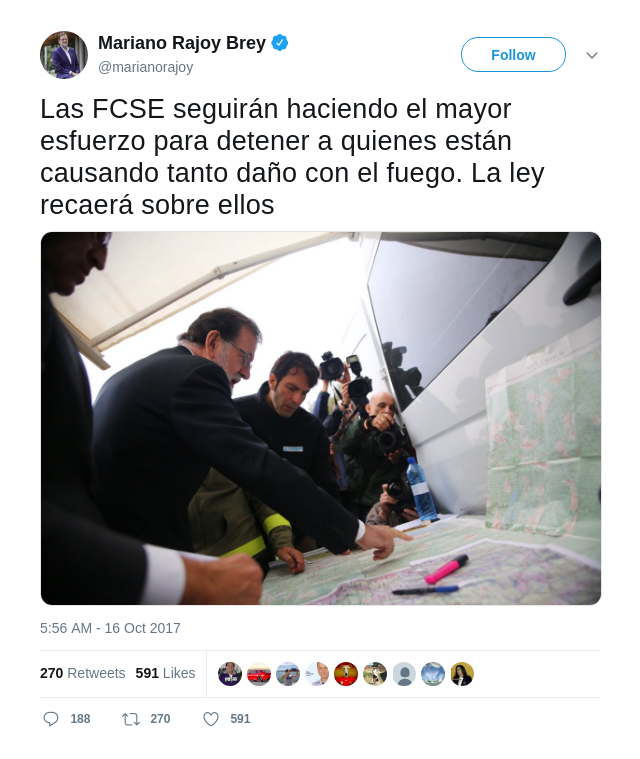 Mariano Rajoy Brey
@marianorajoy
Follow
Las FCSE seguirán haciendo el mayor
esfuerzo para detener a quienes están
causando tanto daño con el fuego. La ley
recaerá sobre ellos
5:56 AM - 16 Oct 2017
270 Retweets 591 Likes
188 270 591